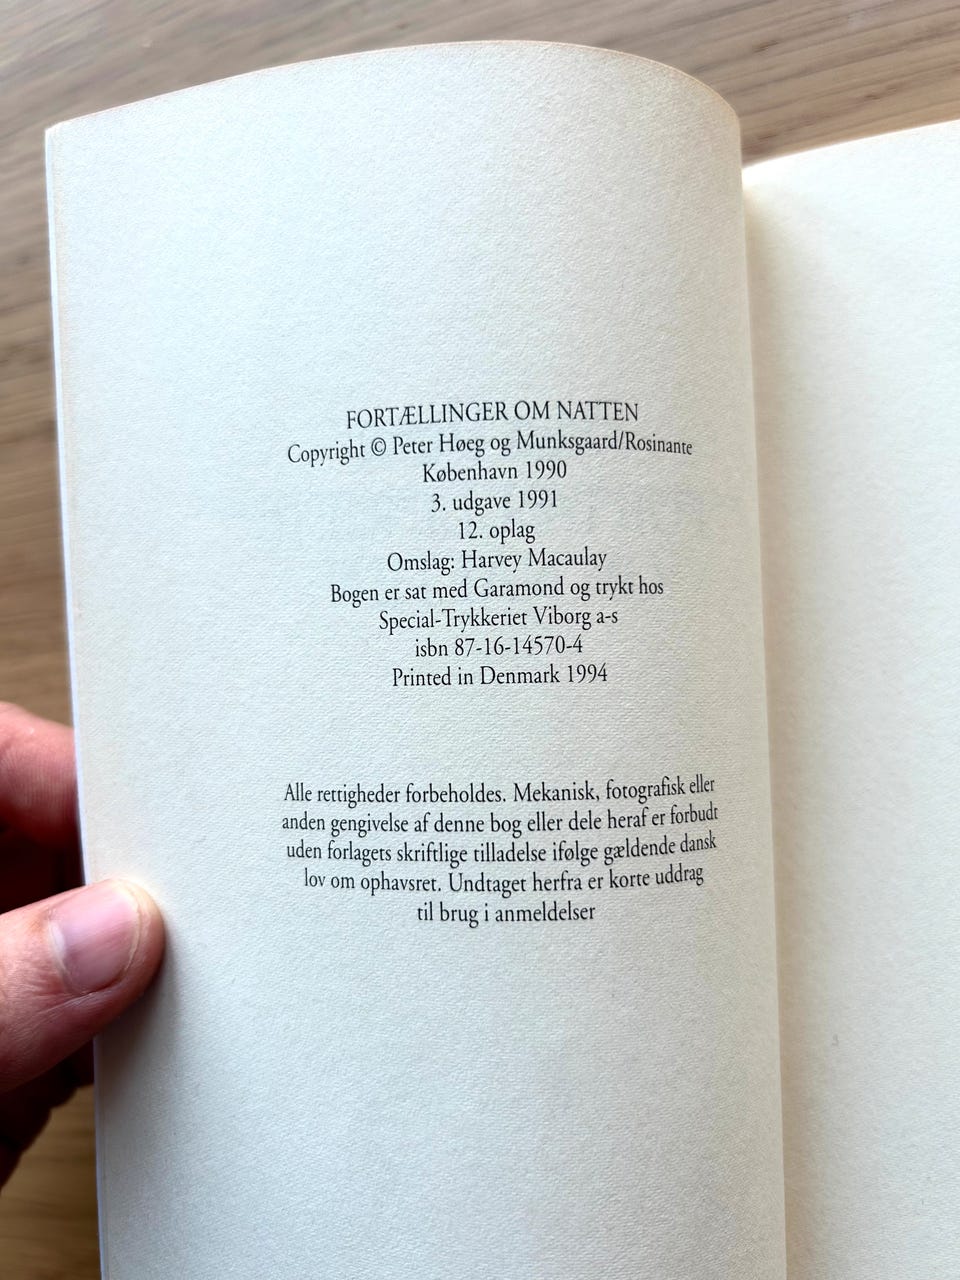 FORTÆLLINGER OM NATTEN
Copyright © Peter Høeg og Munksgaard/Rosinante
København 1990
3. udgave 1991
12. oplag
Omslag: Harvey Macaulay
Bogen er sat med Garamond og trykt hos
Special-Trykkeriet Viborg a-s
isbn 87-16-14570-4
Printed in Denmark 1994
Alle rettigheder forbeholdes. Mekanisk, fotografisk eller
anden gengivelse af denne bog eller dele heraf er forbudt
uden forlagets skriftlige tilladelse ifølge gældende dansk
lov om ophavsret. Undtaget herfra er korte uddrag
til brug i anmeldelser